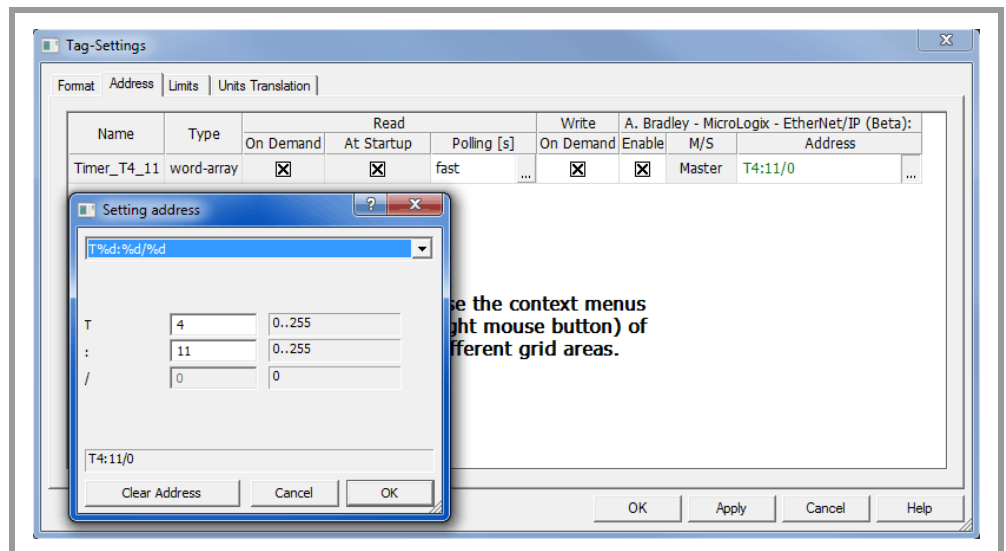 Tag-Settings
Format Address Limits Units Translation
Name Type Read Write A. Bradley - MicroLogix - EtherNet/IP (Beta):
On Demand At Startup Polling [s] On Demand Enable M/S Address
Timer_T4_11 word-array fast ... Master T4:11/0 ...
Setting address
T%d:%d/%d
se the context menus
ght mouse button) of
fferent grid areas.
T 4 0..255
: 11 0..255
/ 0 0
T4:11/0
Clear Address Cancel OK
OK Apply Cancel Help